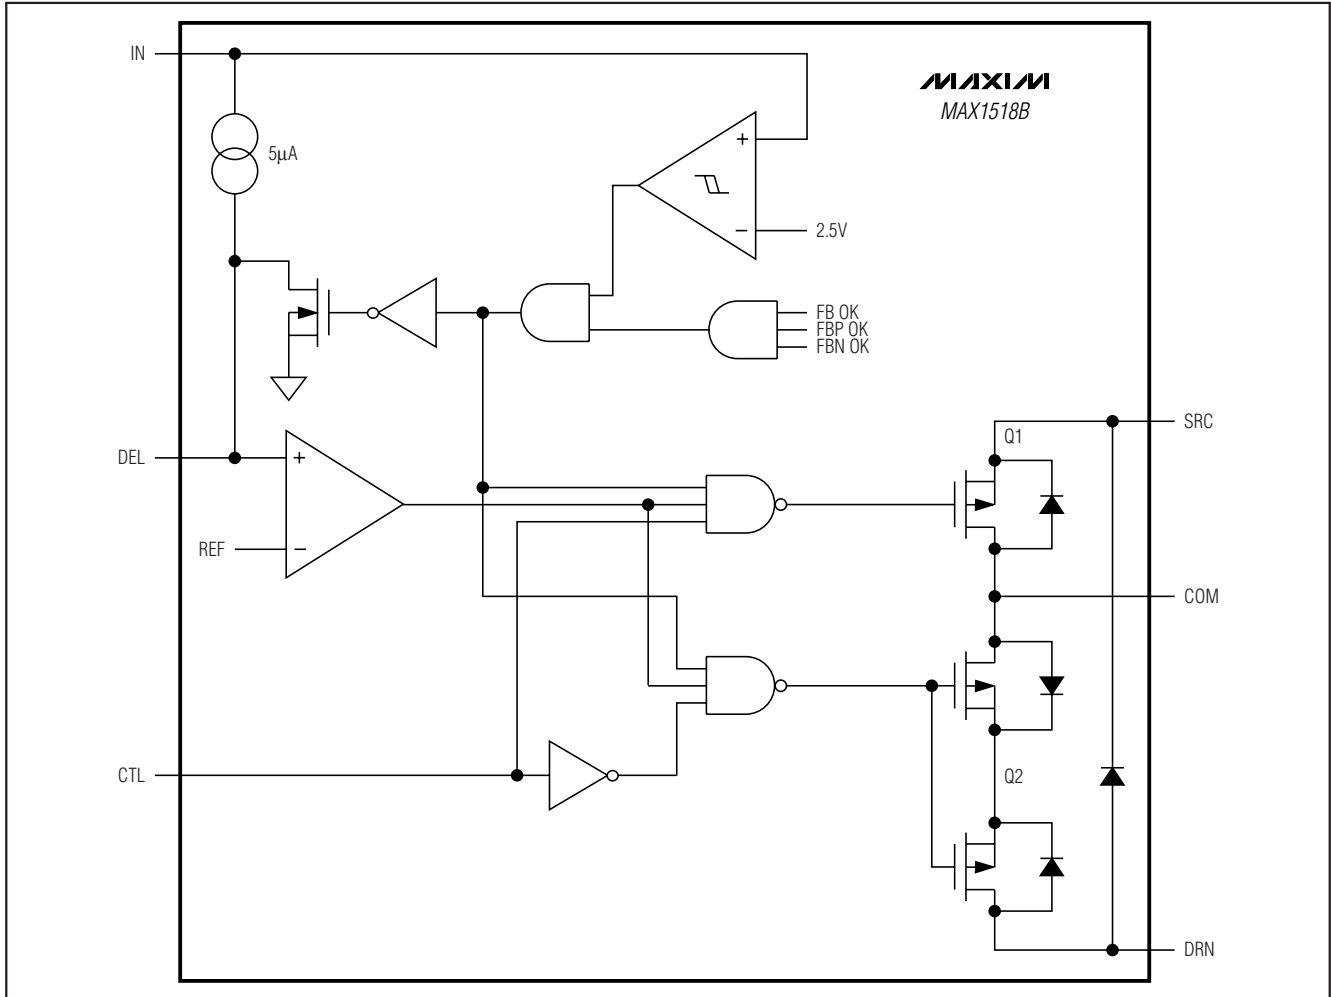 IN
MAXIM
MAX1518B
5µA
+
−
2.5V
FB OK
FBP OK
FBN OK
SRC
Q1
DEL
+
REF
−
COM
CTL
Q2
DRN